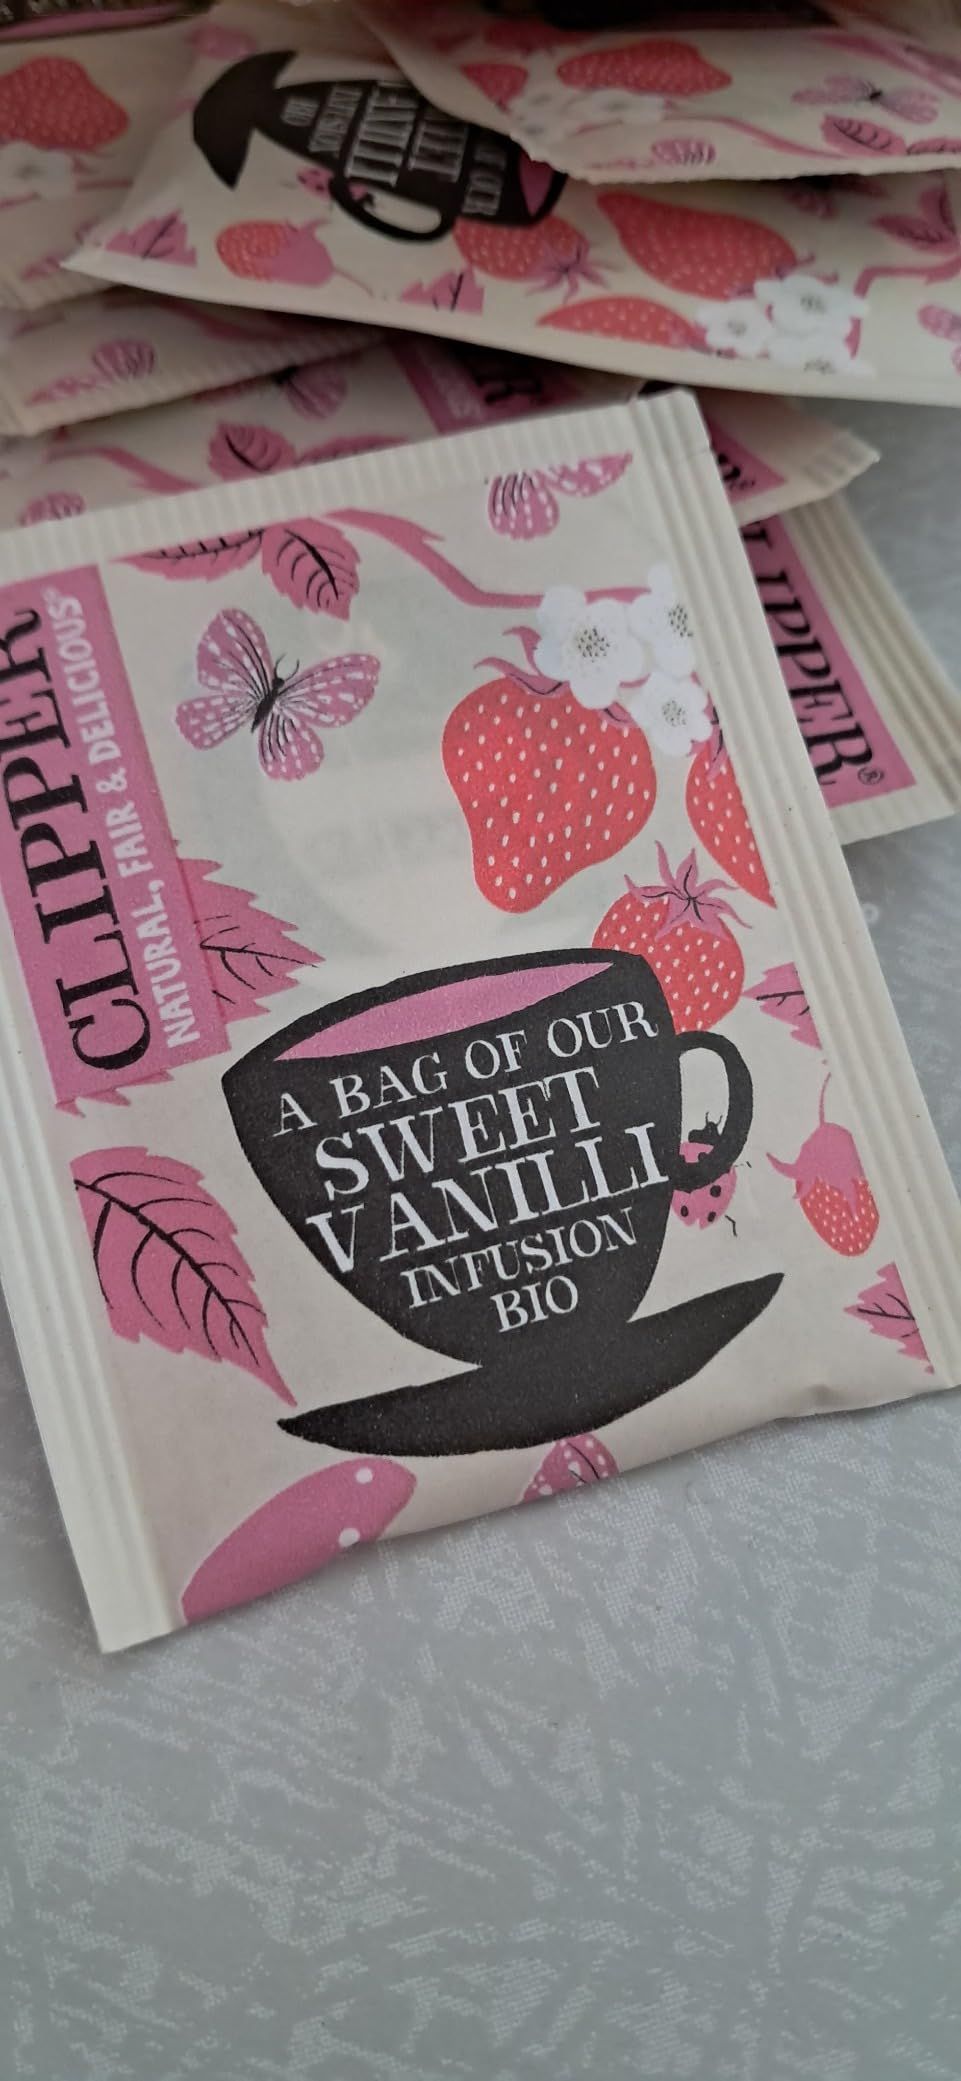 CLIPPER
NATURAL, FAIR & DELICIOUS®
A BAG OF OUR
SWEET
VANILLI
INFUSION
BIO
CLIPPER®